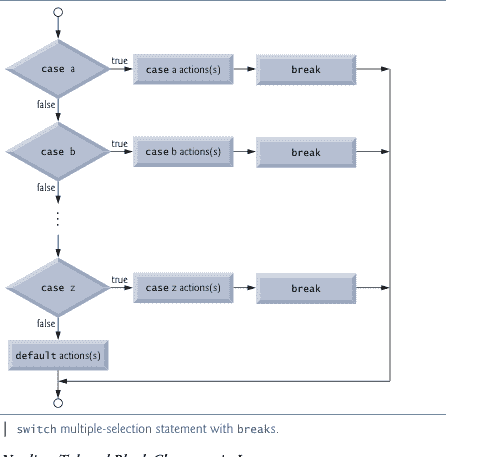 case a
true
case a actions(s)
break
false
case b
true
case b actions(s)
break
false
case z
true
case z actions(s)
break
false
default actions(s)
switch multiple-selection statement with breaks.